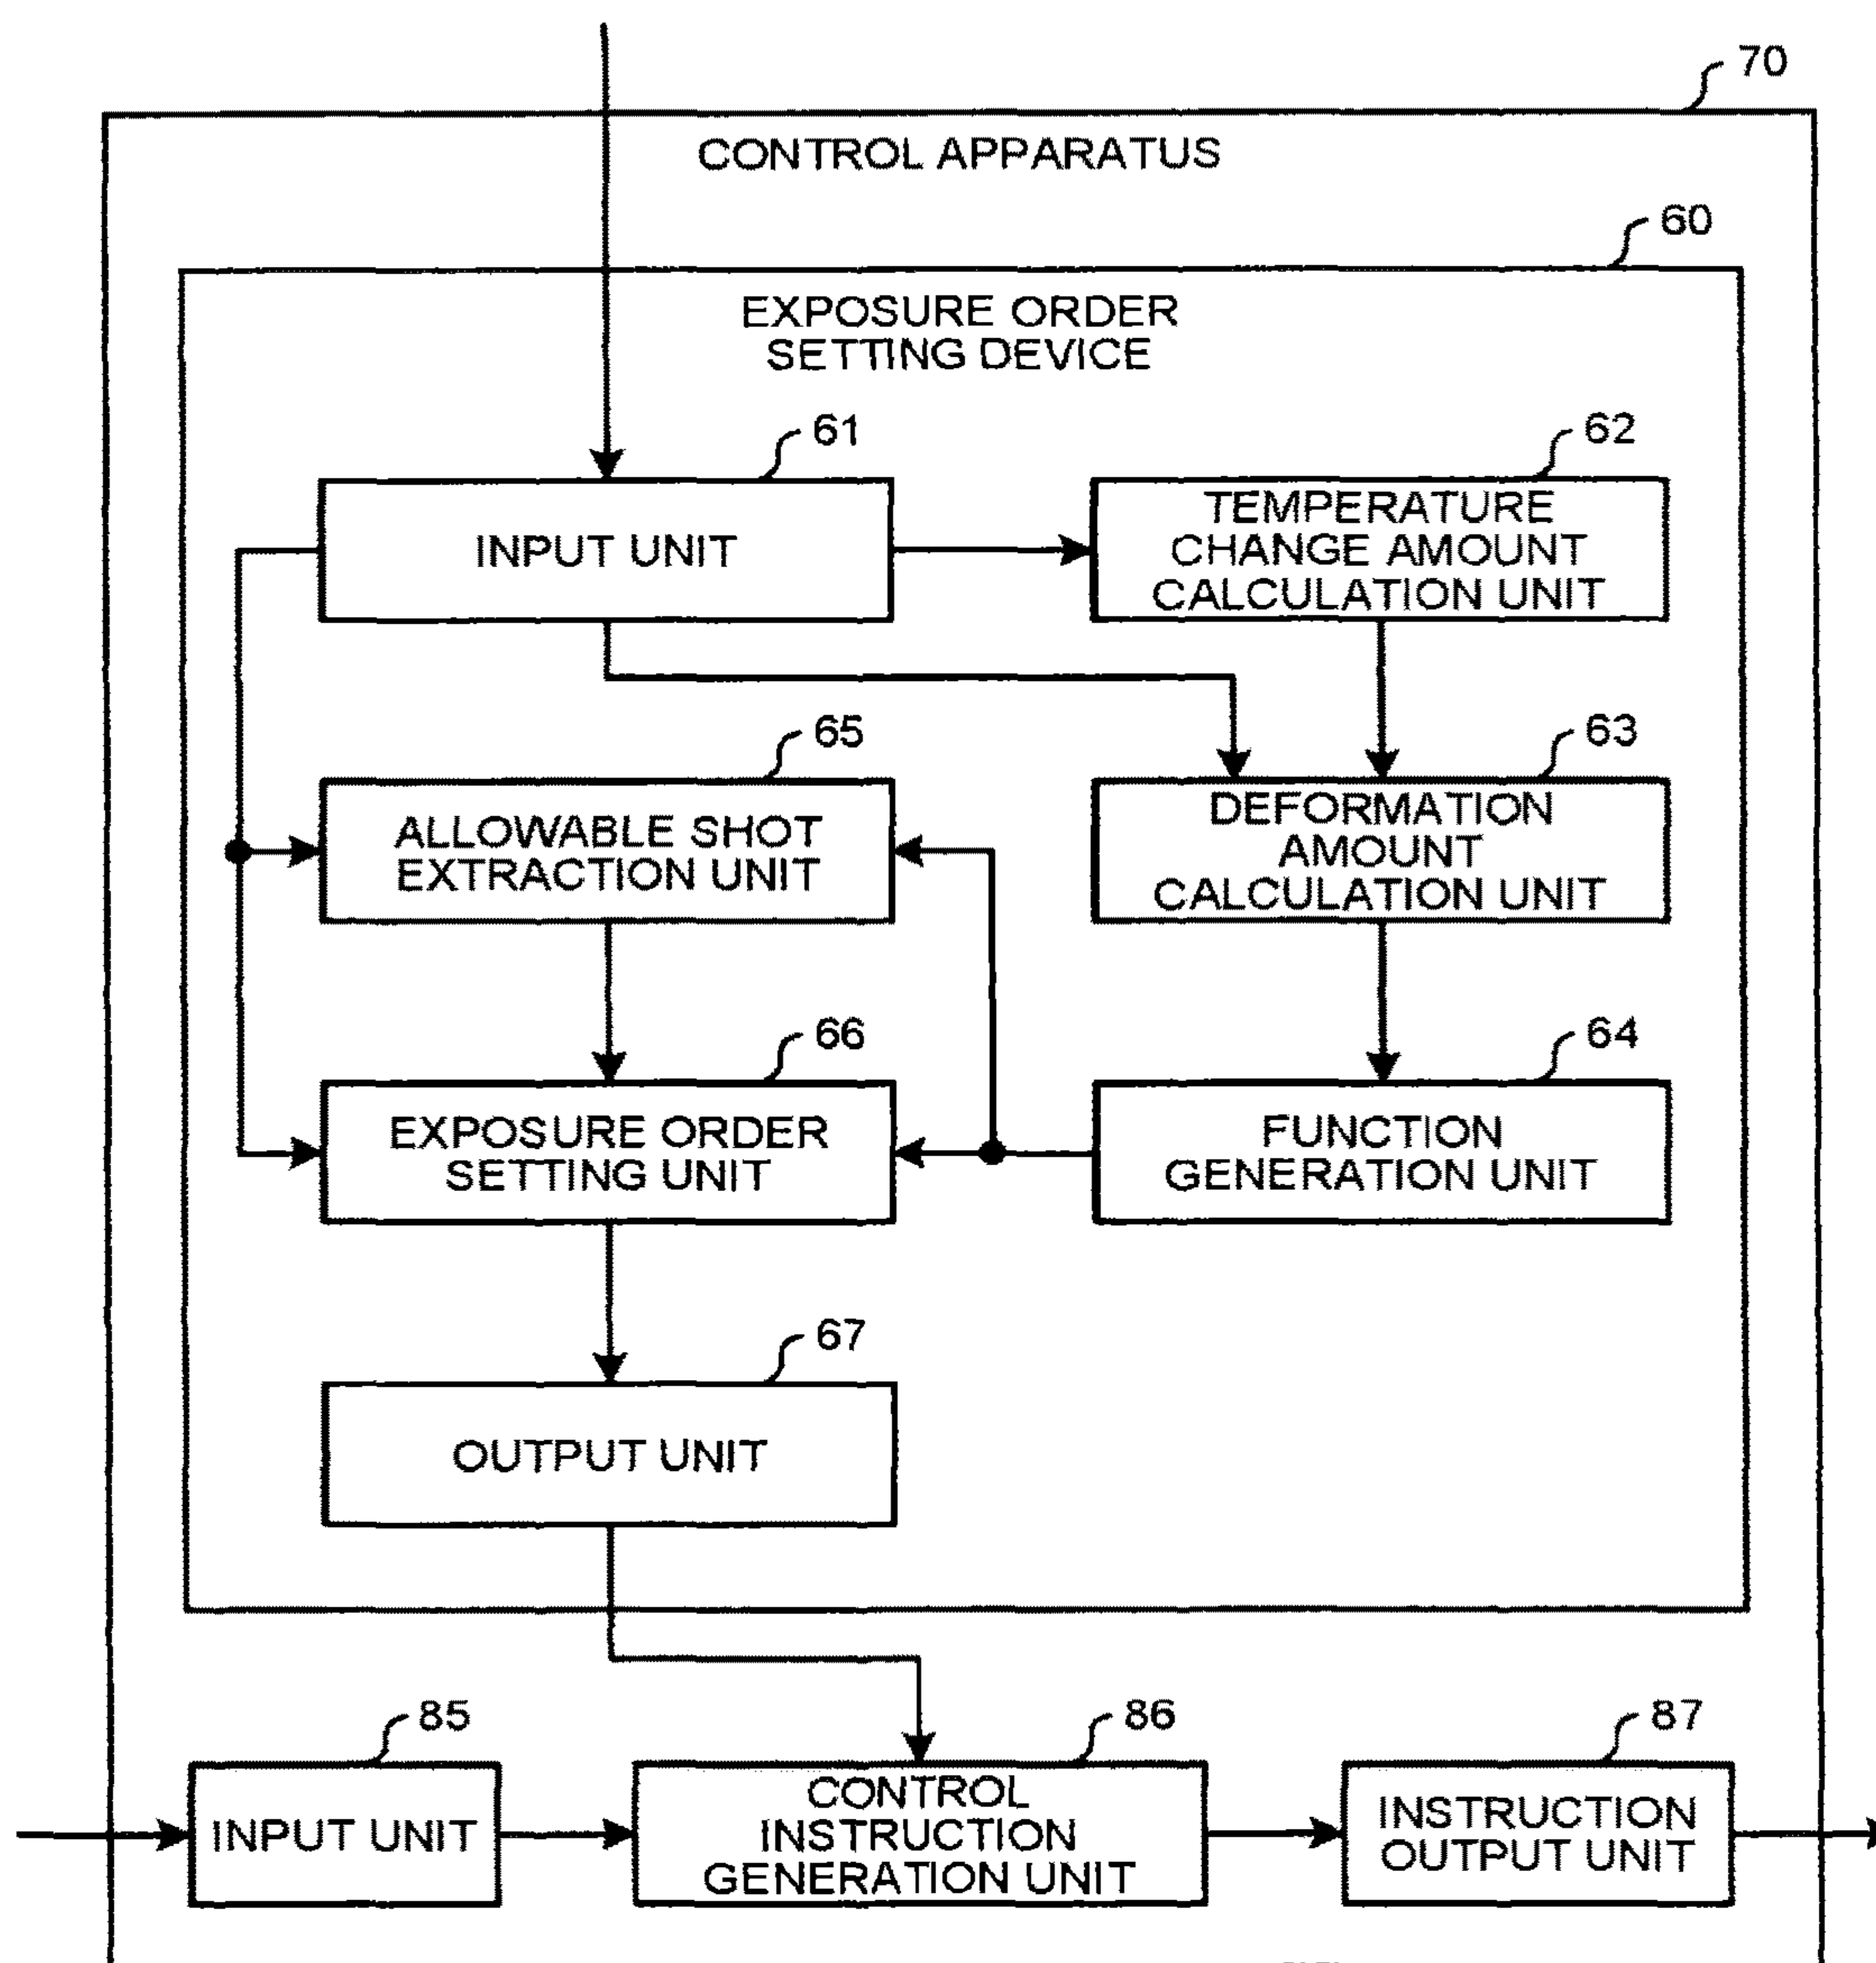 70
CONTROL APPARATUS
60
EXPOSURE ORDER
SETTING DEVICE
61
INPUT UNIT
62
TEMPERATURE
CHANGE AMOUNT
CALCULATION UNIT
65
ALLOWABLE SHOT
EXTRACTION UNIT
63
DEFORMATION
AMOUNT
CALCULATION UNIT
66
EXPOSURE ORDER
SETTING UNIT
64
FUNCTION
GENERATION UNIT
67
OUTPUT UNIT
85
INPUT UNIT
86
CONTROL
INSTRUCTION
GENERATION UNIT
87
INSTRUCTION
OUTPUT UNIT